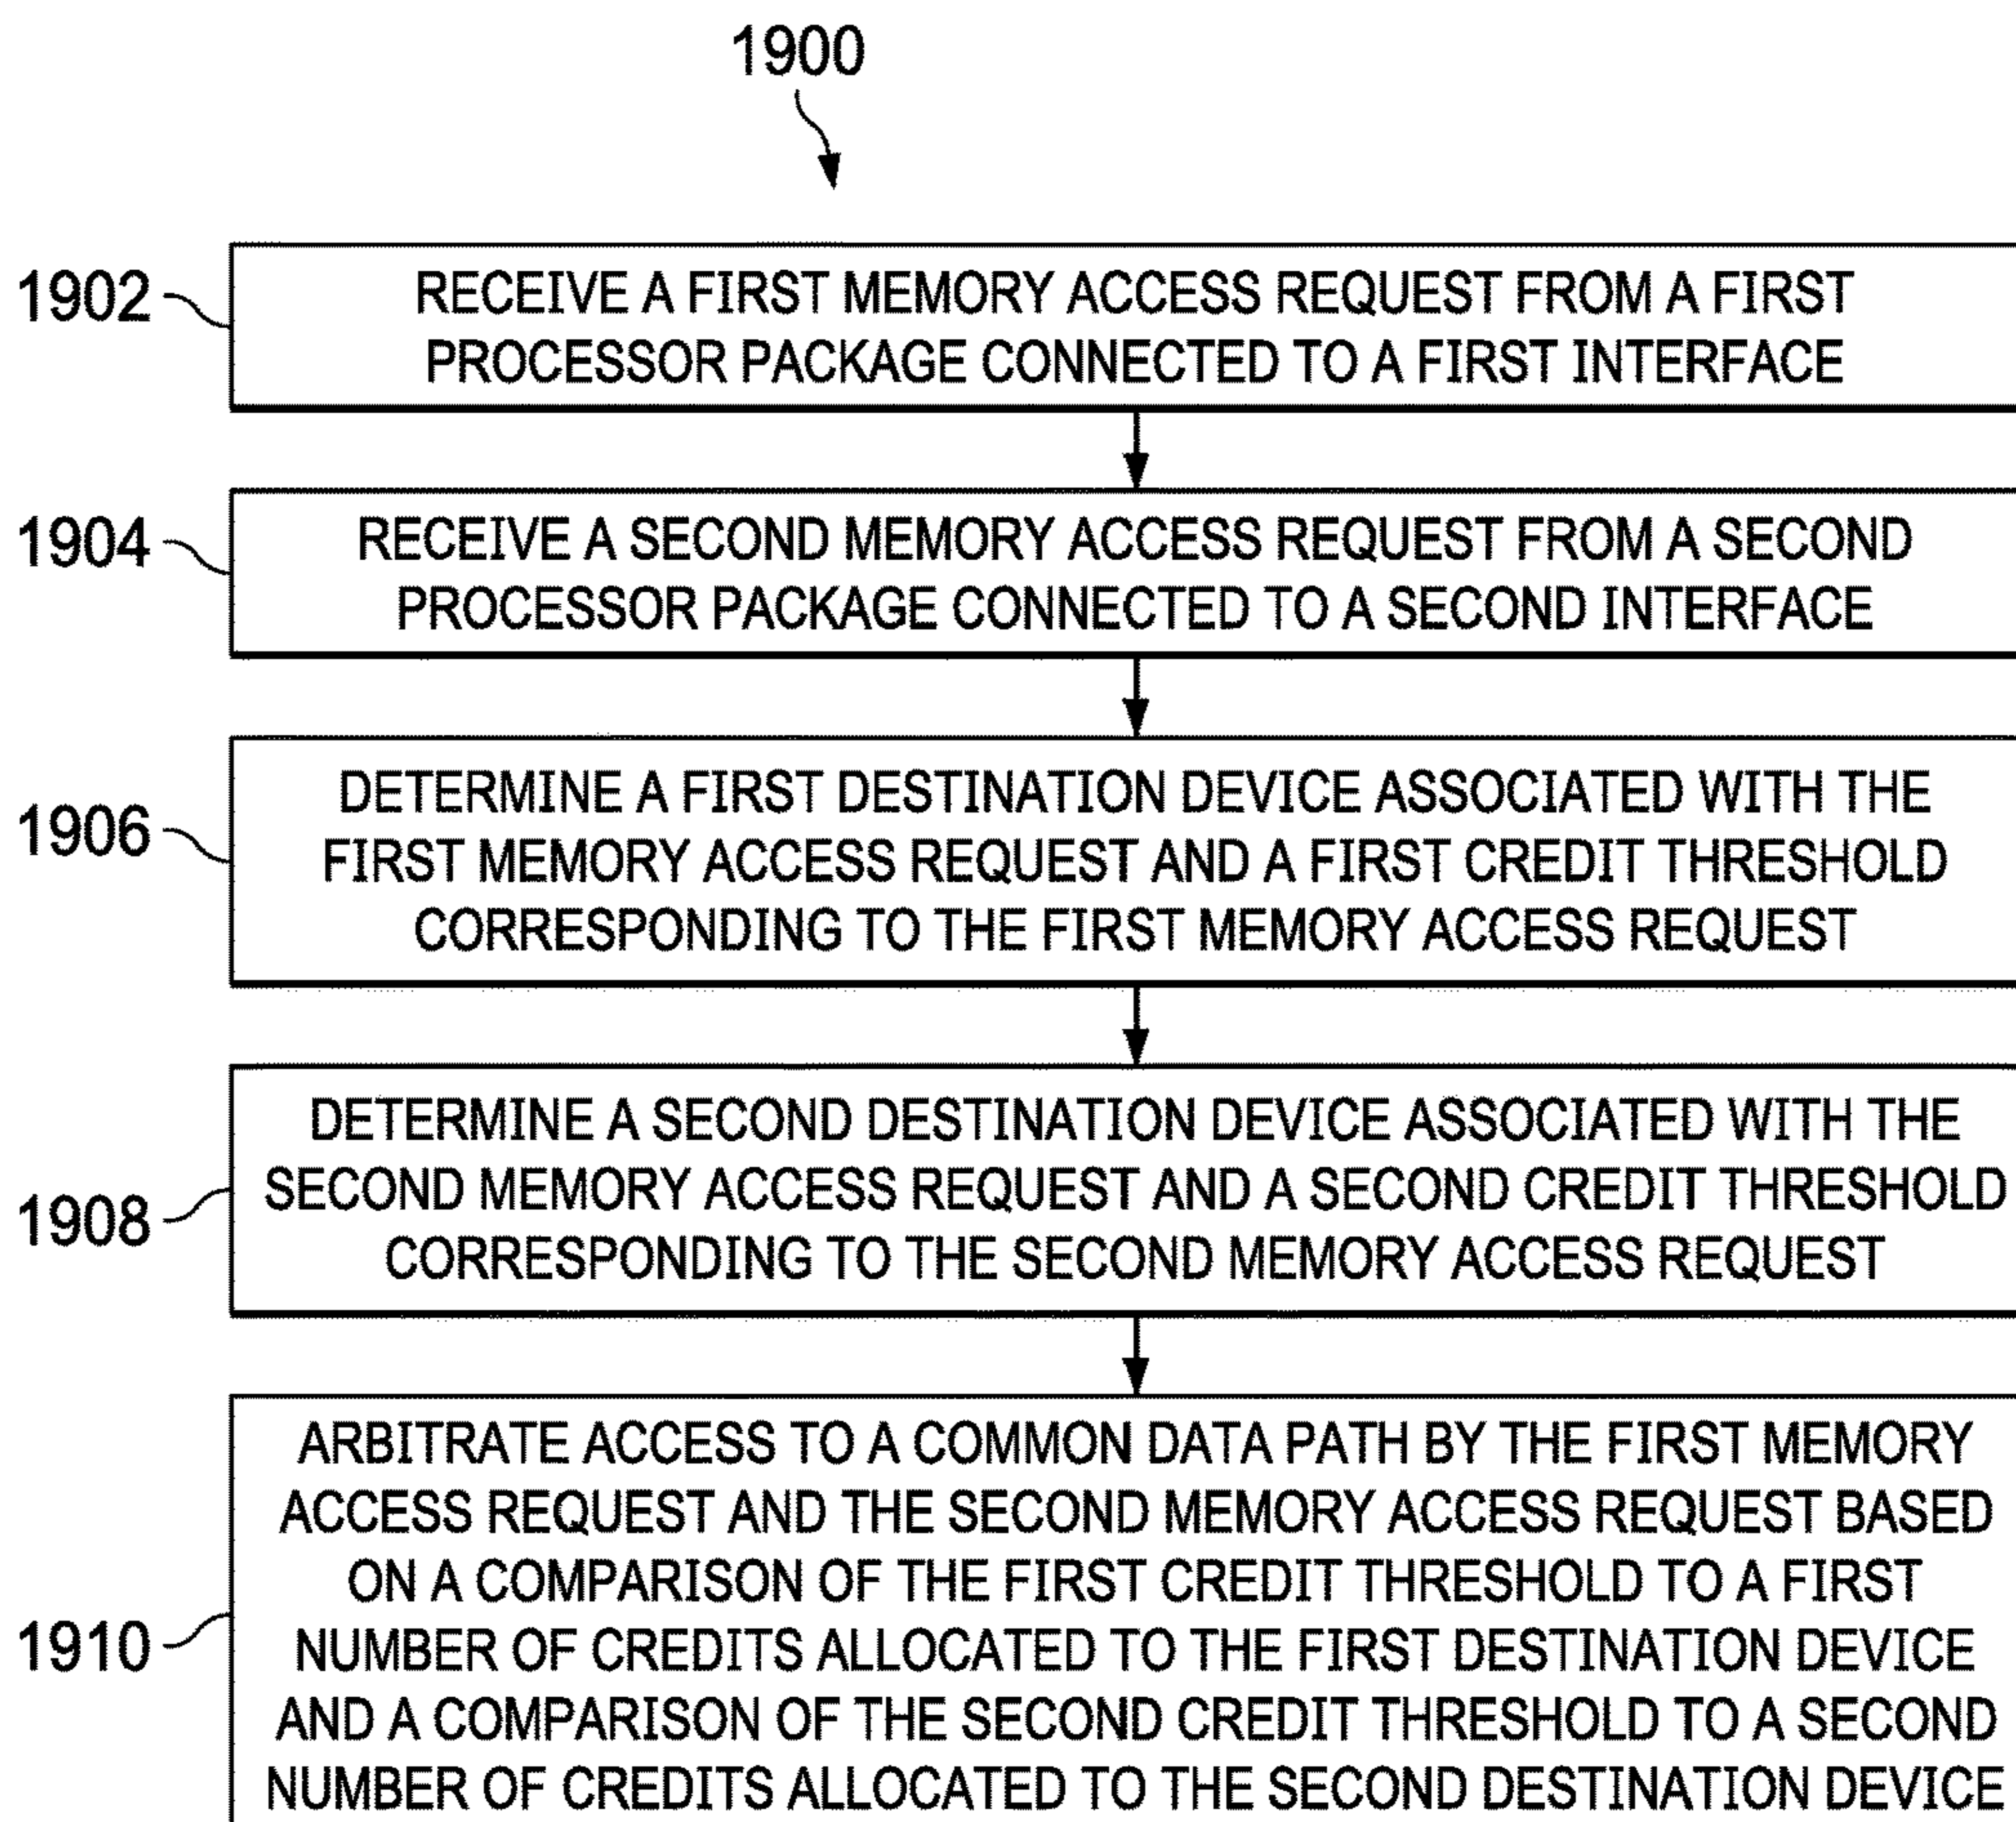 1900
1902
RECEIVE A FIRST MEMORY ACCESS REQUEST FROM A FIRST
PROCESSOR PACKAGE CONNECTED TO A FIRST INTERFACE
1904
RECEIVE A SECOND MEMORY ACCESS REQUEST FROM A SECOND
PROCESSOR PACKAGE CONNECTED TO A SECOND INTERFACE
1906
DETERMINE A FIRST DESTINATION DEVICE ASSOCIATED WITH THE
FIRST MEMORY ACCESS REQUEST AND A FIRST CREDIT THRESHOLD
CORRESPONDING TO THE FIRST MEMORY ACCESS REQUEST
1908
DETERMINE A SECOND DESTINATION DEVICE ASSOCIATED WITH THE
SECOND MEMORY ACCESS REQUEST AND A SECOND CREDIT THRESHOLD
CORRESPONDING TO THE SECOND MEMORY ACCESS REQUEST
1910
ARBITRATE ACCESS TO A COMMON DATA PATH BY THE FIRST MEMORY
ACCESS REQUEST AND THE SECOND MEMORY ACCESS REQUEST BASED
ON A COMPARISON OF THE FIRST CREDIT THRESHOLD TO A FIRST
NUMBER OF CREDITS ALLOCATED TO THE FIRST DESTINATION DEVICE
AND A COMPARISON OF THE SECOND CREDIT THRESHOLD TO A SECOND
NUMBER OF CREDITS ALLOCATED TO THE SECOND DESTINATION DEVICE